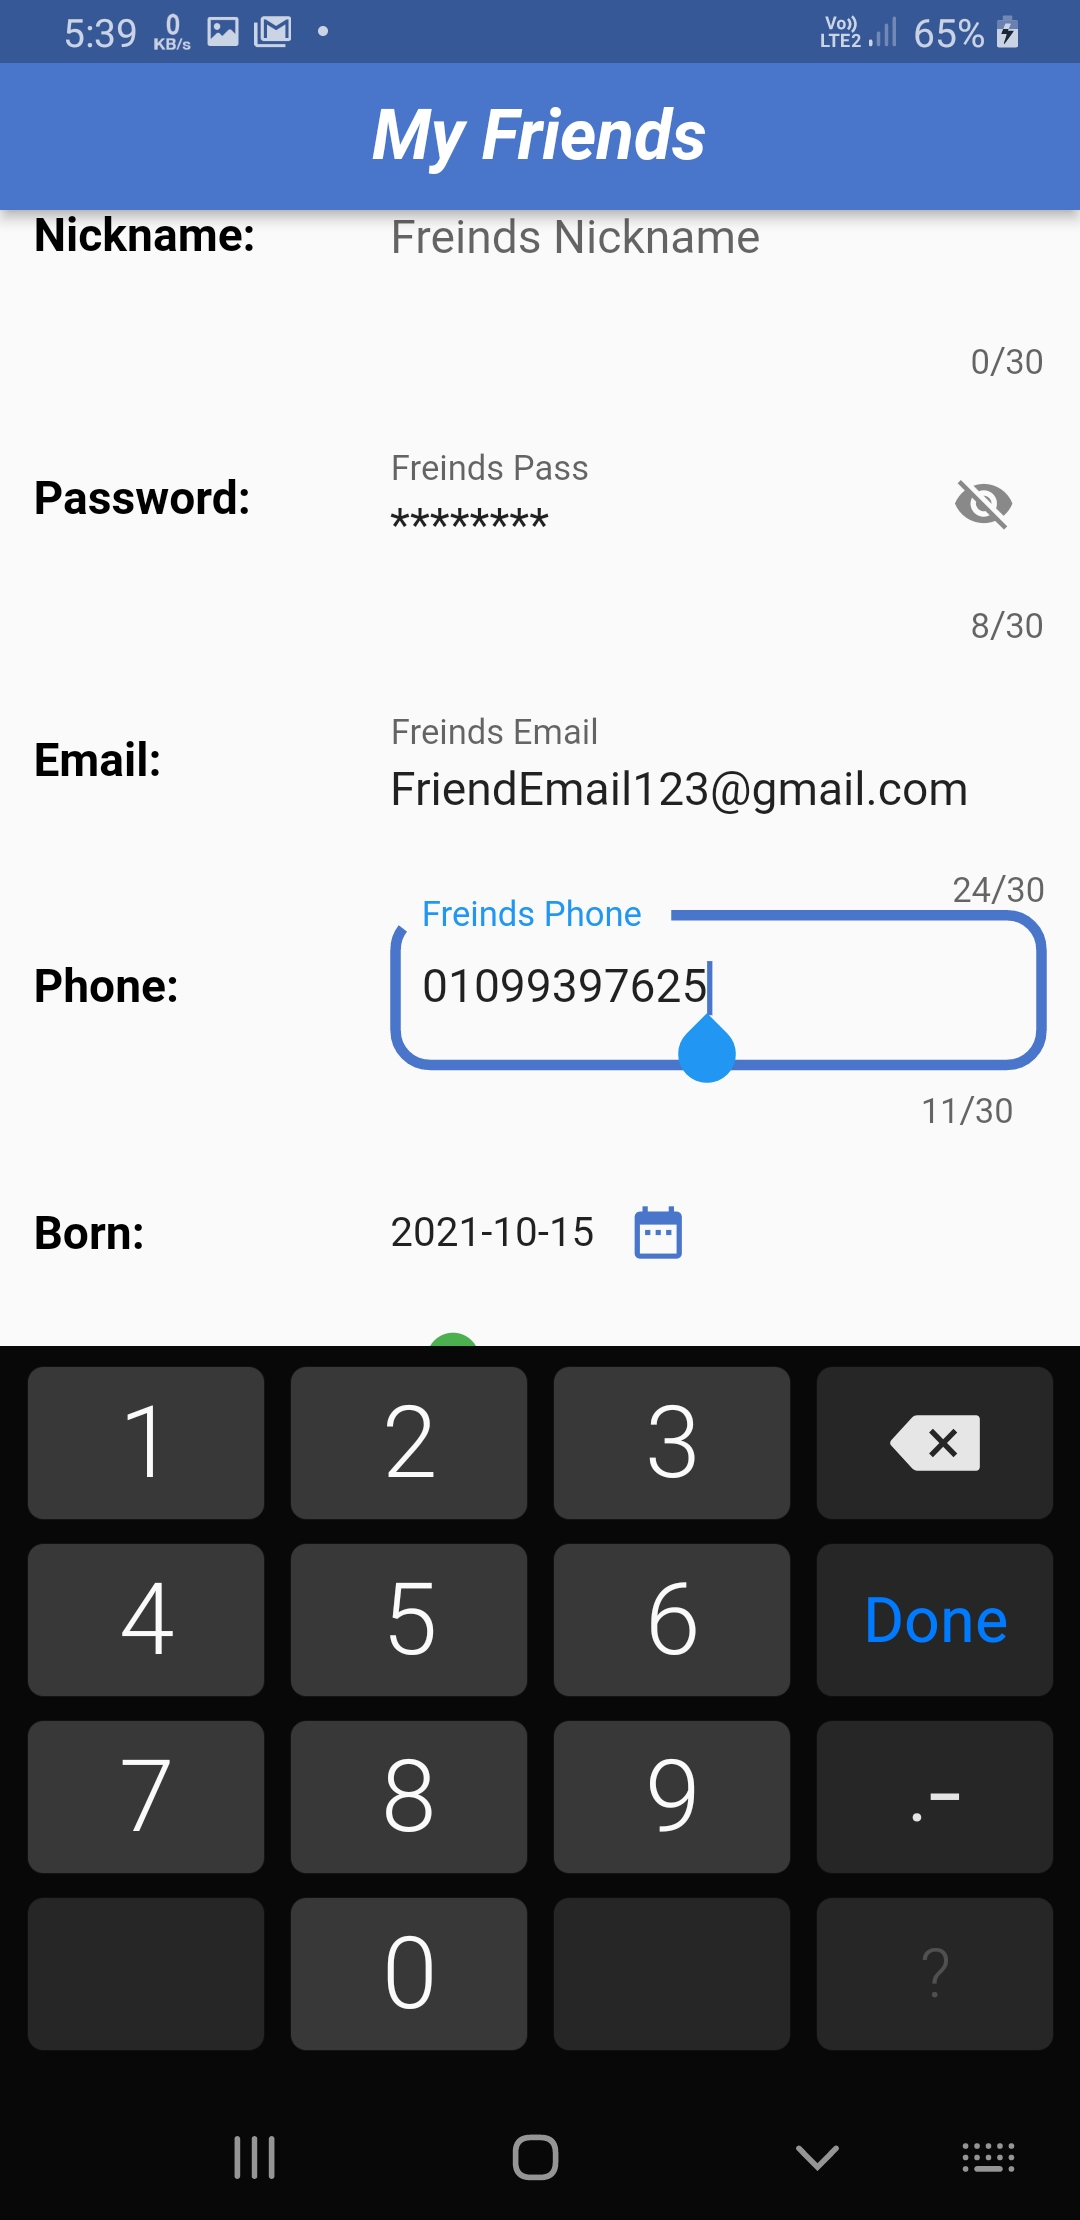 5:39 0 KB/s Vo)) LTE2 65%
My Friends
Nickname: Freinds Nickname
0/30
Freinds Pass
Password: ********
8/30
Freinds Email
Email: FriendEmail123@gmail.com
24/30
Freinds Phone
Phone: 01099397625
11/30
Born: 2021-10-15
1 2 3
4 5 6 Done
7 8 9 .-
0 ?